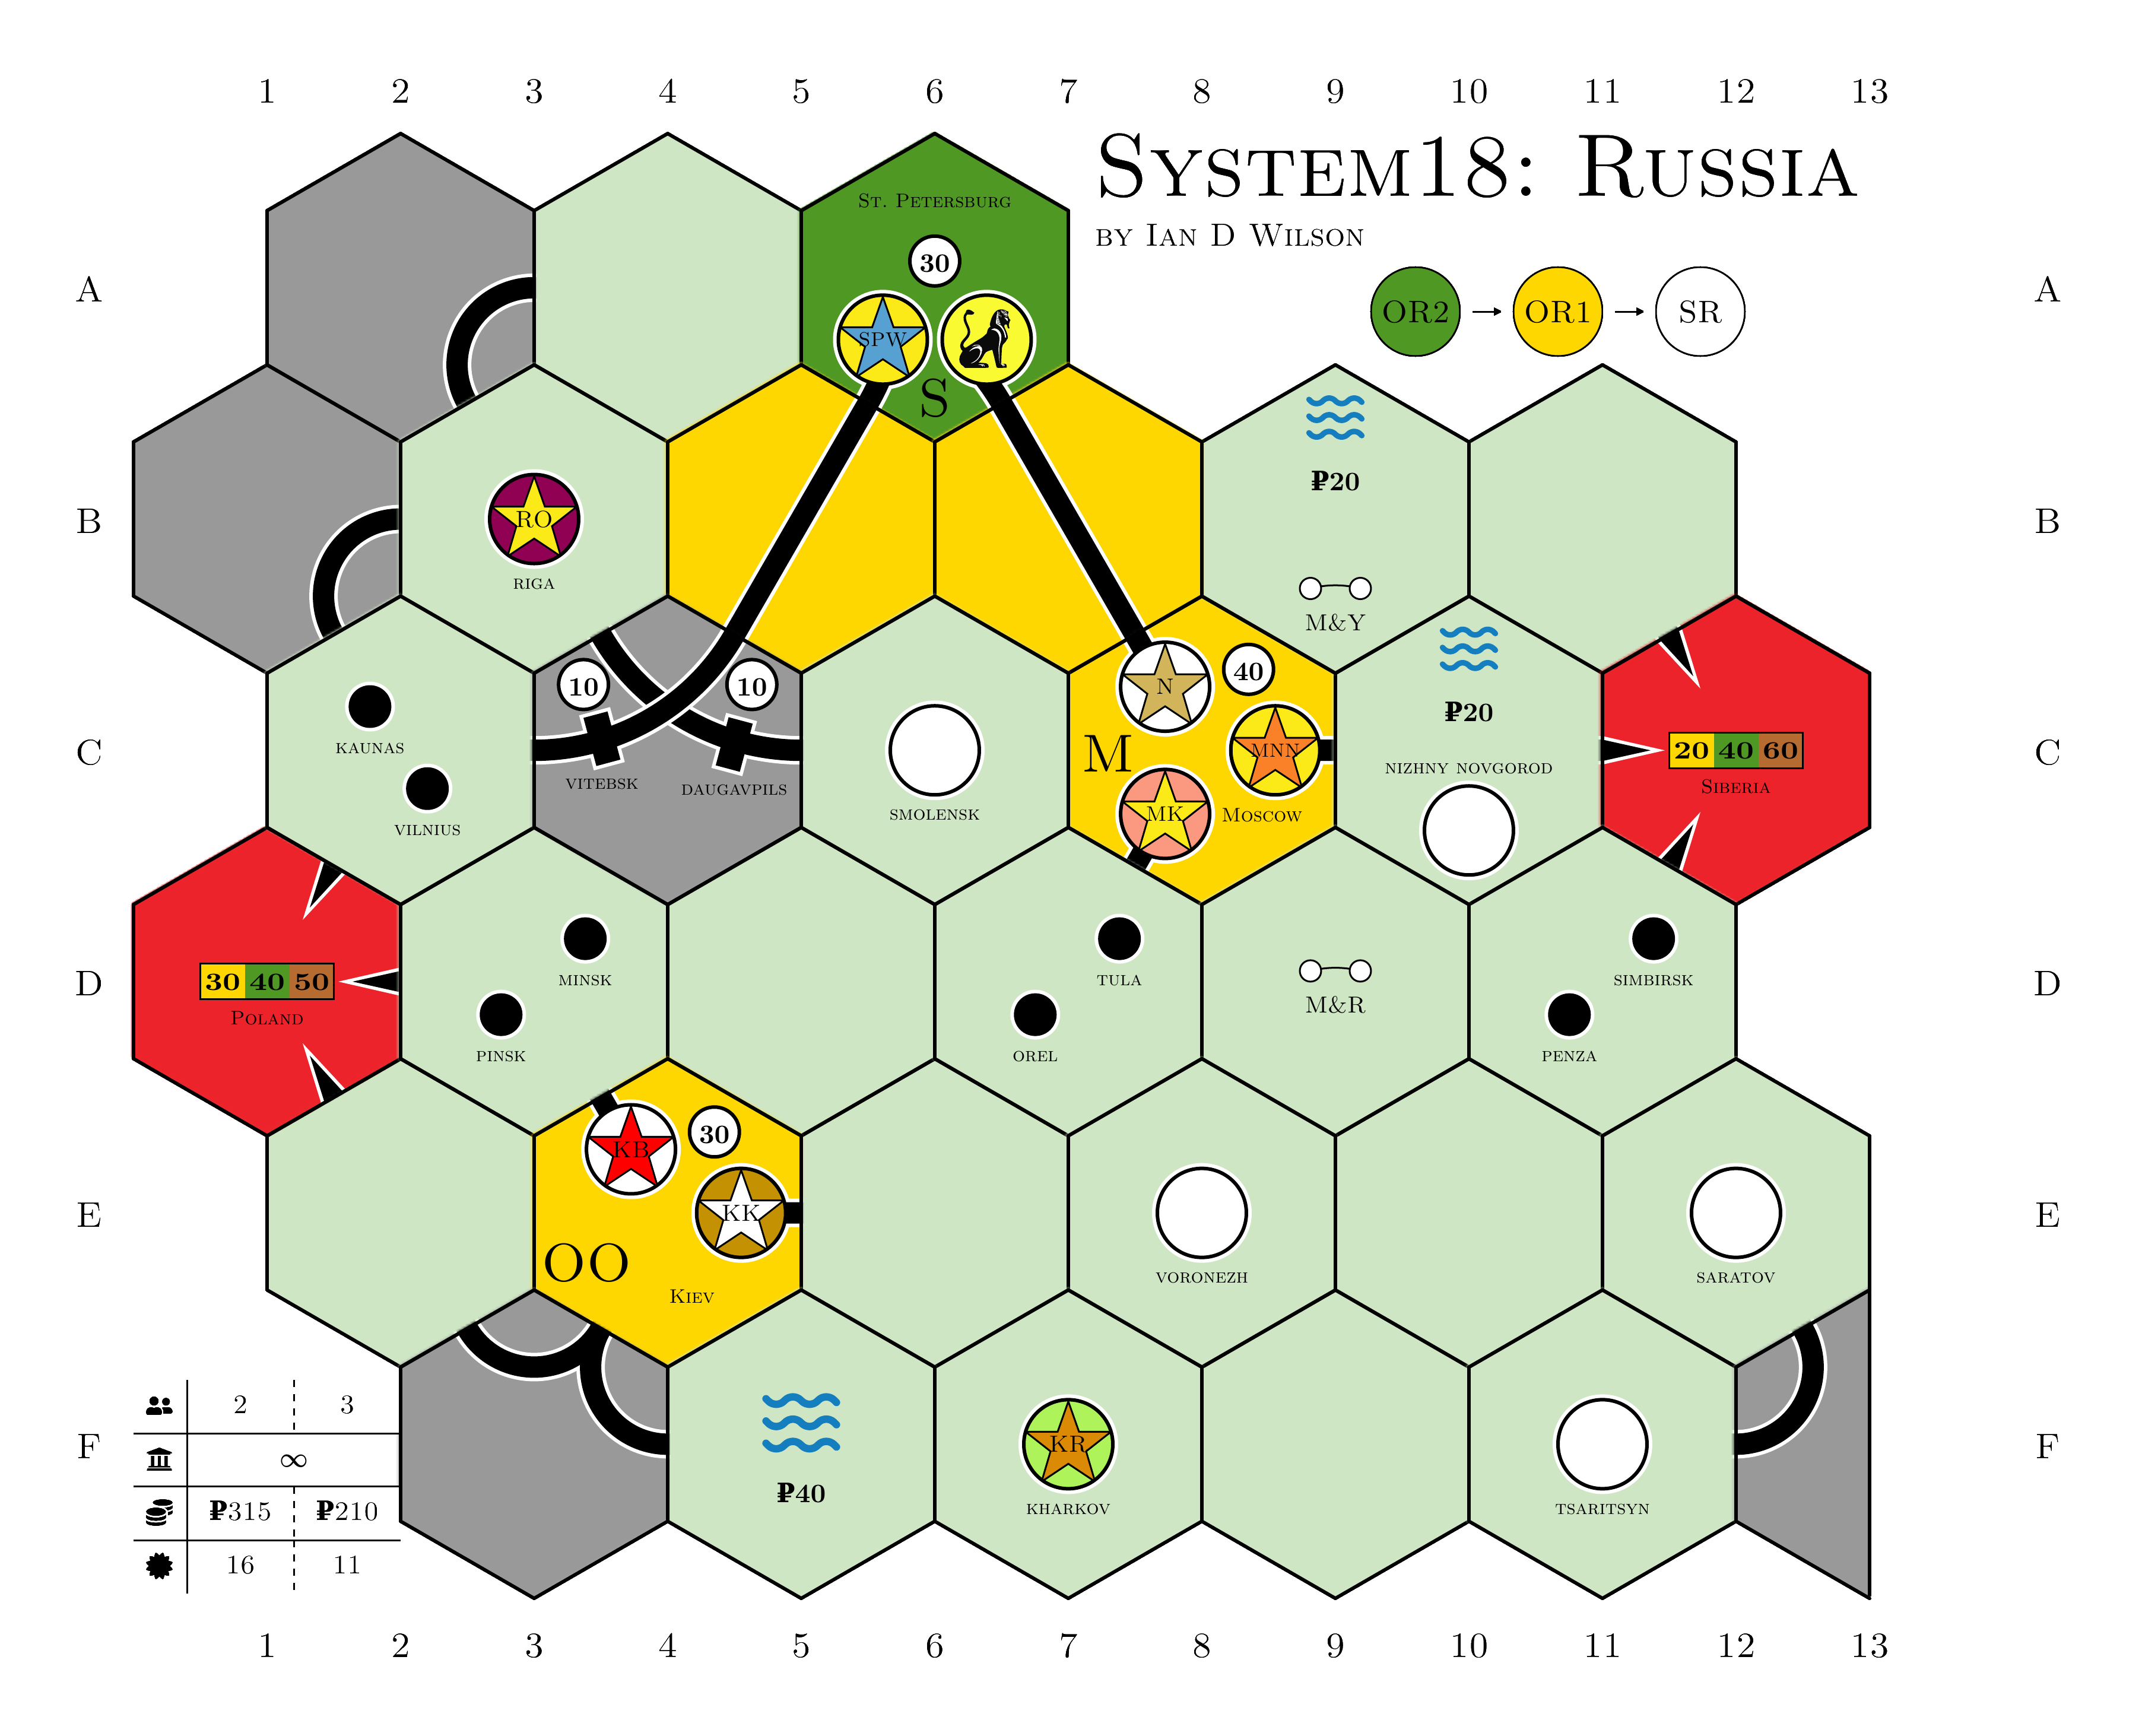 1 2 3 4 5 6 7 8 9 10 11 12 13
System18: Russia
by Ian D Wilson
OR2 OR1 SR
A A
St. Petersburg
30
SPW
S
₽20
B B
RO
Riga
M&Y
10 10
Vitebsk Daugavpils
Kaunas
Vilnius
C C
Smolensk
N
40
M
MNN
MK
Moscow
₽20
Nizhny Novgorod
20 40 60
Siberia
D D
30 40 50
Poland
Minsk
Pinsk
Tula
Orel
M&R
Simbirsk
Penza
E E
KB
30
KK
OO
Kiev
Voronezh
Saratov
F F
2 3
∞
₽315 ₽210
16 11
₽40
KR
Kharkov
Tsaritsyn
1 2 3 4 5 6 7 8 9 10 11 12 13